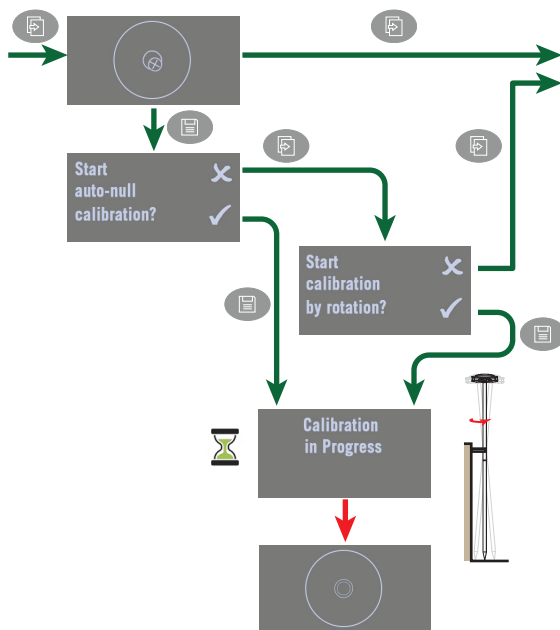 Start
auto-null
calibration?
Start
calibration
by rotation?
Calibration
in Progress